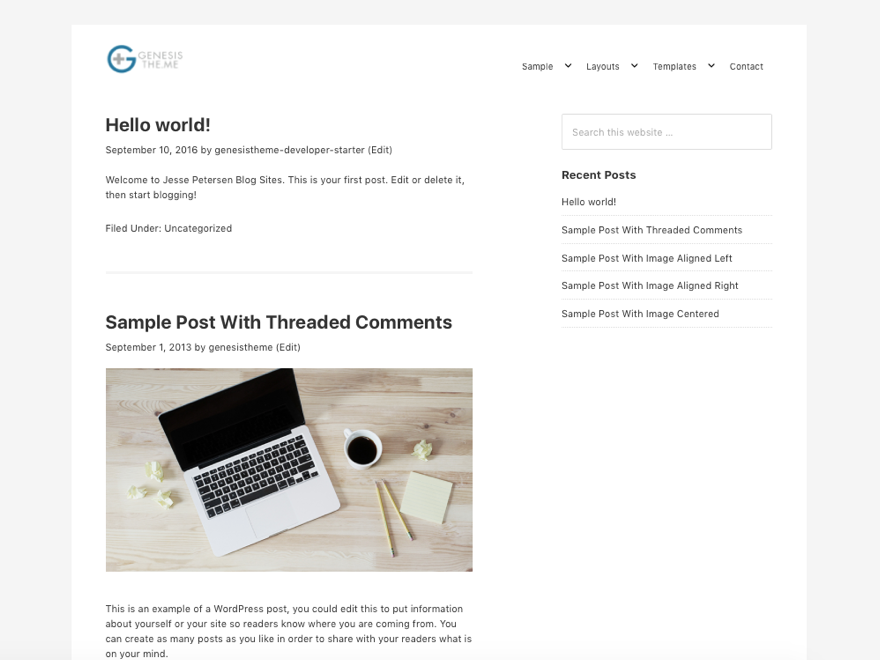 GENESIS
THE.ME
Sample Layouts Templates Contact
Hello world!
September 10, 2016 by genesistheme-developer-starter (Edit)
Welcome to Jesse Petersen Blog Sites. This is your first post. Edit or delete it,
then start blogging!
Filed Under: Uncategorized
Sample Post With Threaded Comments
September 1, 2013 by genesistheme (Edit)
This is an example of a WordPress post, you could edit this to put information
about yourself or your site so readers know where you are coming from. You
can create as many posts as you like in order to share with your readers what is
on your mind.
Search this website ...
Recent Posts
Hello world!
Sample Post With Threaded Comments
Sample Post With Image Aligned Left
Sample Post With Image Aligned Right
Sample Post With Image Centered